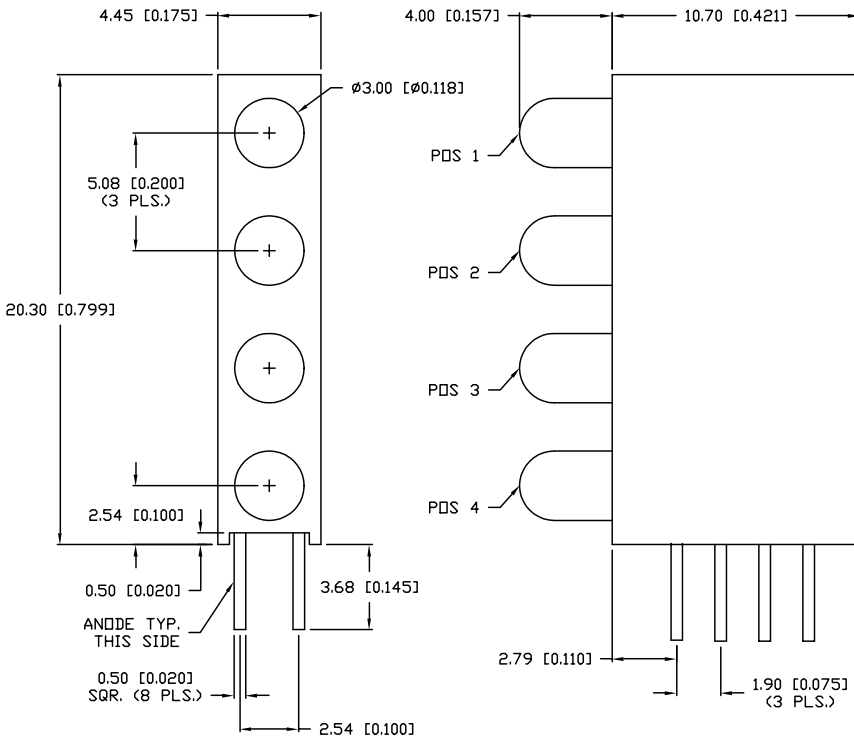 4.45 [0.175]
4.00 [0.157]
10.70 [0.421]
Ø3.00 [Ø0.118]
POS 1
5.08 [0.200]
(3 PLS.)
POS 2
20.30 [0.799]
POS 3
POS 4
2.54 [0.100]
0.50 [0.020]
3.68 [0.145]
ANODE TYP.
THIS SIDE
2.79 [0.110]
0.50 [0.020]
SQR. (8 PLS.)
1.90 [0.075]
(3 PLS.)
2.54 [0.100]